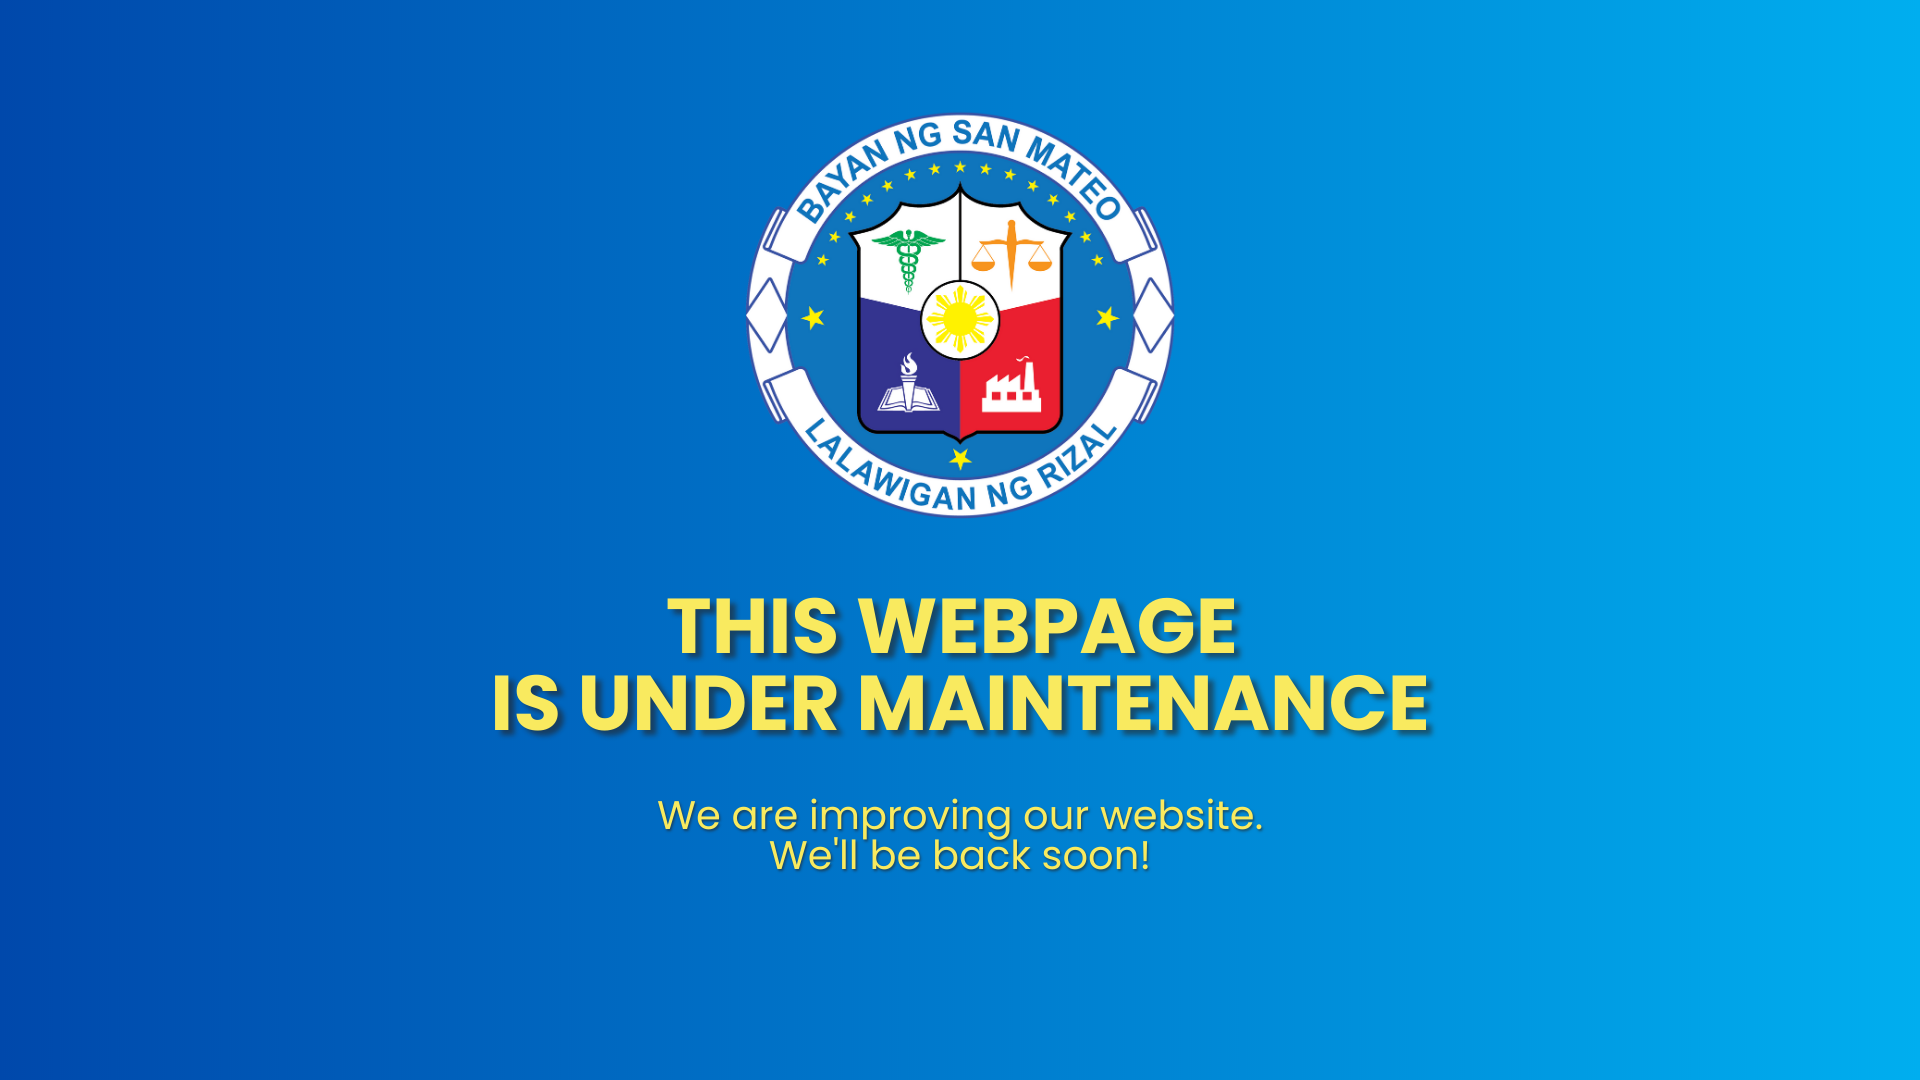 BAYAN NG SAN MATEO
LALAWIGAN NG RIZAL
THIS WEBPAGE
IS UNDER MAINTENANCE
We are improving our website.
We'll be back soon!